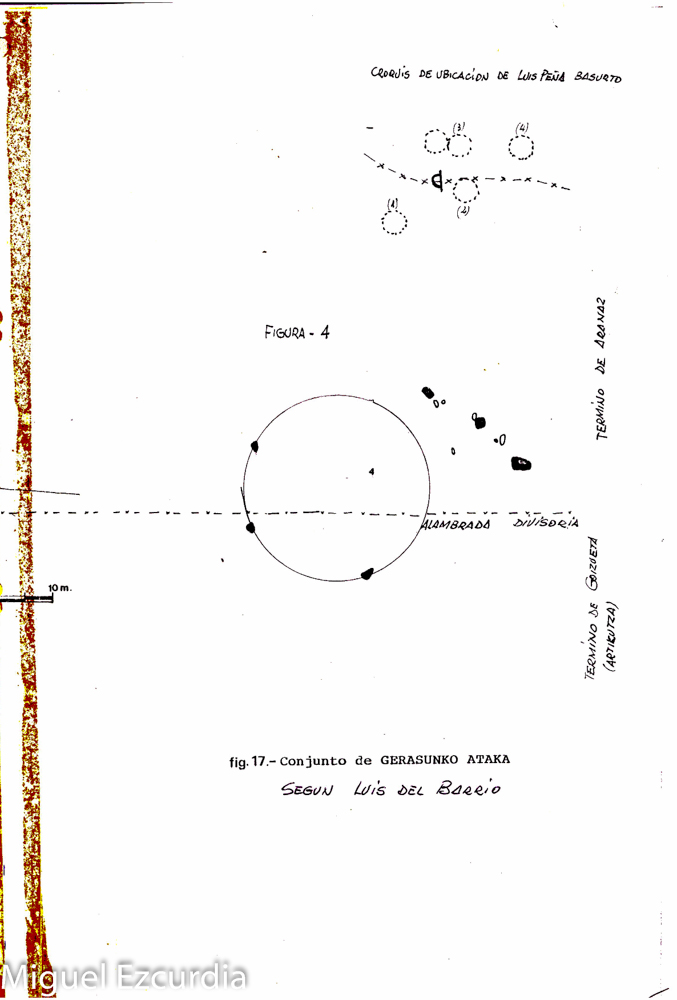 CROQUIS DE UBICACION DE LUIS PEÑA BASURTO
(3)
(4)
(1)
(2)
FIGURA - 4
TERMINO DE ARANAZ
4
ALAMBRADA DIVISORIA
TERMINO DE GOIZUETA
(ARTIKUTZA)
10 m.
fig. 17.- Conjunto de GERASUNKO ATAKA
SEGUN LUIS DEL BARRIO
Miguel Ezcurdia